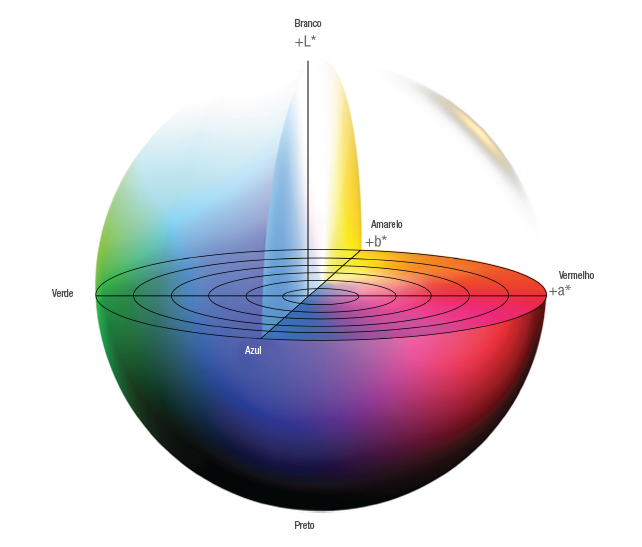 Branco
+L*
Amarelo
+b*
Vermelho
+a*
Verde
Azul
Preto